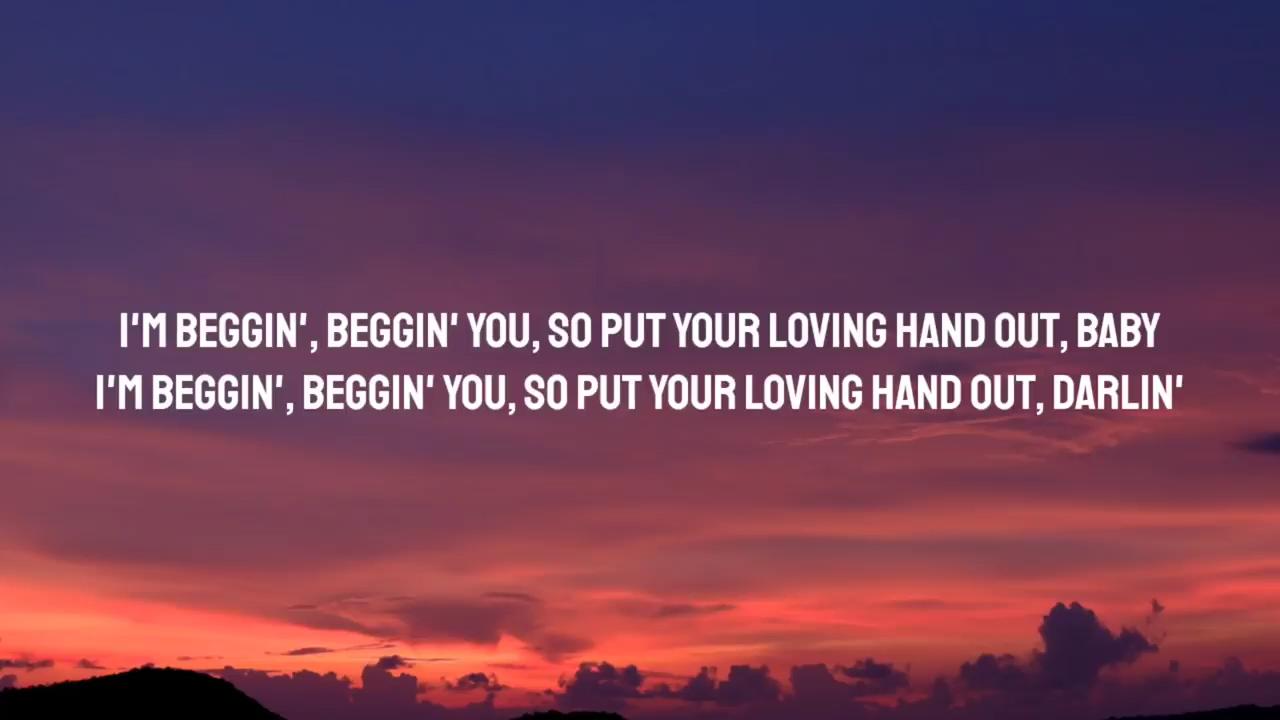 I'M BEGGIN', BEGGIN' YOU, SO PUT YOUR LOVING HAND OUT, BABY
I'M BEGGIN', BEGGIN' YOU, SO PUT YOUR LOVING HAND OUT, DARLIN'